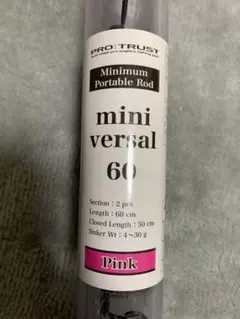 PRO:TRUST
Minimum
Portable Rod
mini
versal
60
Section : 2 pcs
Length : 60 cm
Closed Length : 50 cm
Sinker Wt : 4~30 g
Pink